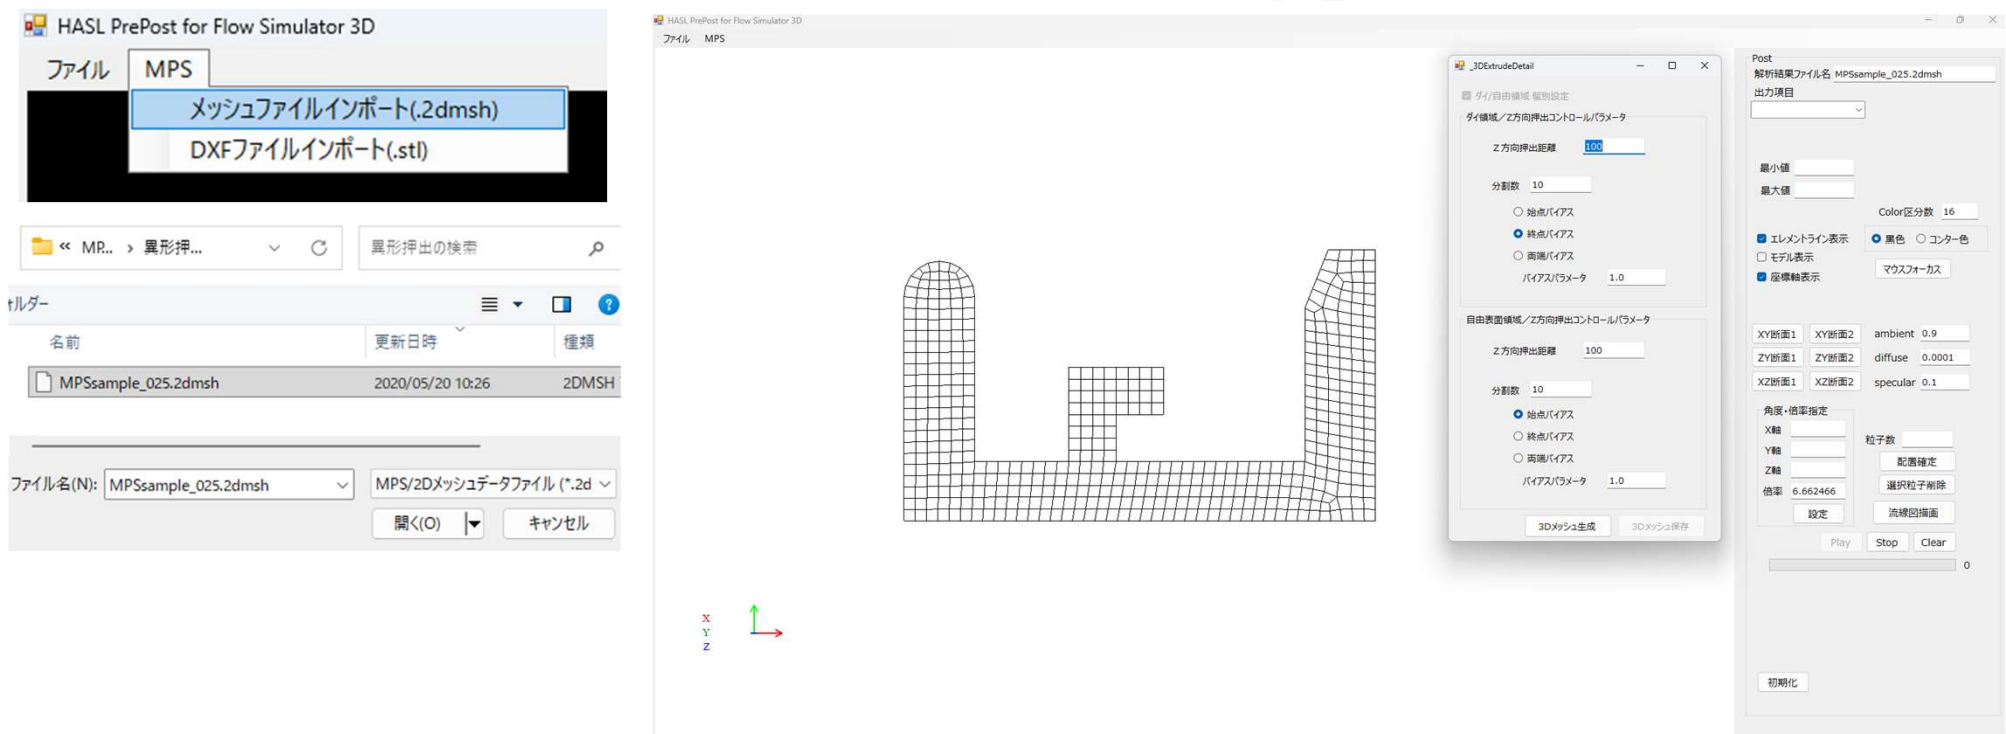 HASL PrePost for Flow Simulator 3D
ファイル MPS
メッシュファイルインポート(.2dmsh)
DXFファイルインポート(.stl)
« MP... › 異形押...
異形押出の検索
ォルダー
名前 更新日時 種類
MPSsample_025.2dmsh 2020/05/20 10:26 2DMSH
ファイル名(N): MPSsample_025.2dmsh MPS/2Dメッシュデータファイル (*.2d
開く(O) キャンセル
HASL PrePost for Flow Simulator 3D
ファイル MPS
X
Y
Z
_3DExtrudeDetail
ダイ/自由領域 個別設定
ダイ領域/Z方向押出コントロールパラメータ
Z方向押出距離 100
分割数 10
始点バイアス
終点バイアス
両端バイアス
バイアスパラメータ 1.0
自由表面領域/Z方向押出コントロールパラメータ
Z方向押出距離 100
分割数 10
始点バイアス
終点バイアス
両端バイアス
バイアスパラメータ 1.0
3Dメッシュ生成 3Dメッシュ保存
Post
解析結果ファイル名 MPSsample_025.2dmsh
出力項目
最小値
最大値
Color区分数 16
エレメントライン表示 黒色 コンター色
モデル表示
座標軸表示 マウスフォーカス
XY断面1 XY断面2 ambient 0.9
ZY断面1 ZY断面2 diffuse 0.0001
XZ断面1 XZ断面2 specular 0.1
角度・倍率指定
X軸
Y軸
Z軸
倍率 6.662466
設定
粒子数
配置確定
選択粒子削除
流線図描画
Play Stop Clear
0
初期化